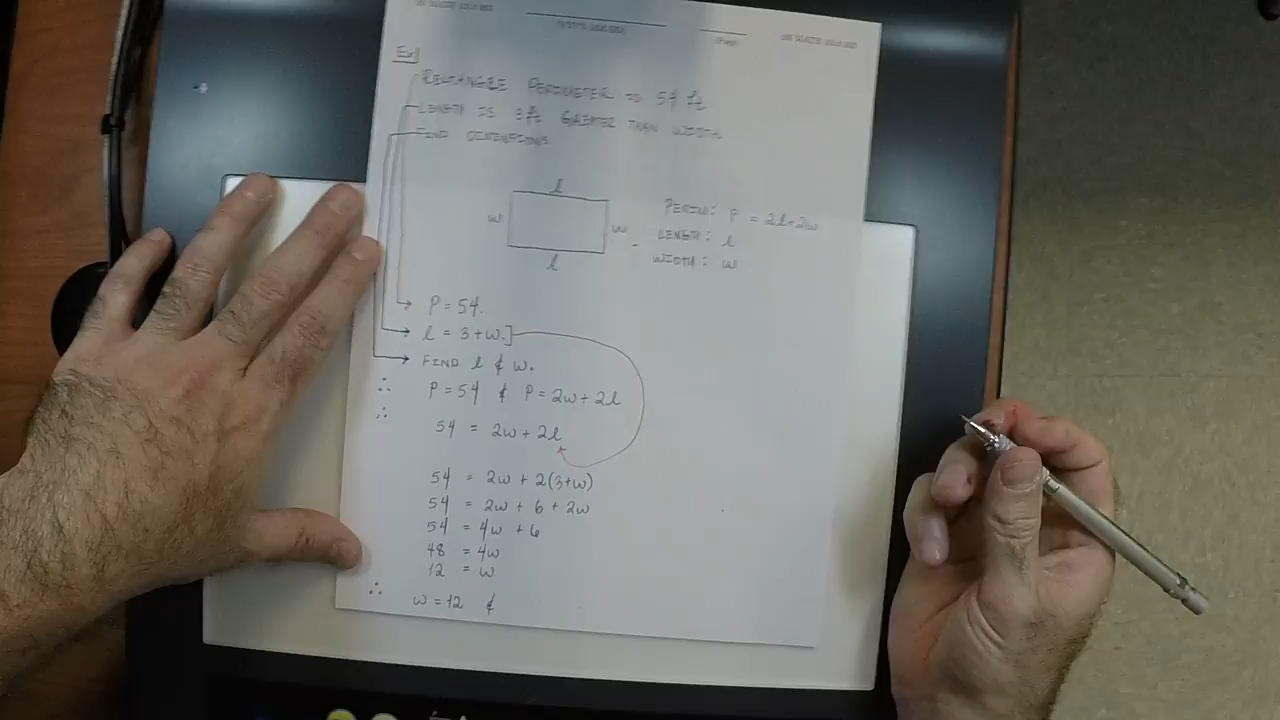 Ex]
RECTANGLE PERIMETER IS 54 ft
LENGTH IS 3 ft GREATER THAN WIDTH
FIND DIMENSIONS
l
w w
l
PERIM: P = 2l+2w
LENGTH: l
WIDTH: w
P = 54.
l = 3+w.]
FIND l & w.
∴ P = 54 & P = 2w + 2l
∴
54 = 2w + 2l
54 = 2w + 2(3+w)
54 = 2w + 6 + 2w
54 = 4w + 6
48 = 4w
12 = w
∴ w = 12 &